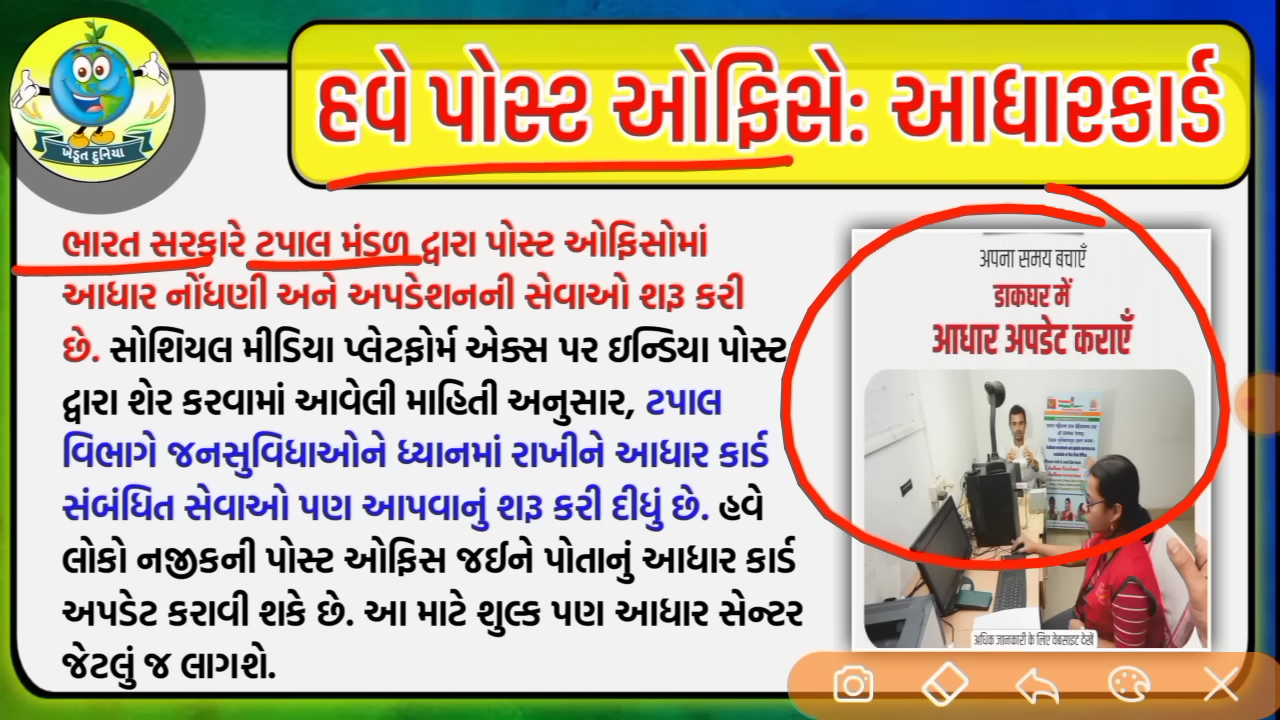 ખેડૂત દુનિયા
હવે પોસ્ટ ઓફિસે: આધારકાર્ડ
ભારત સરકારે ટપાલ મંડળ દ્વારા પોસ્ટ ઓફિસોમાં
આધાર નોંધણી અને અપડેશનની સેવાઓ શરૂ કરી
છે. સોશિયલ મીડિયા પ્લેટફોર્મ એક્સ પર ઇન્ડિયા પોસ્ટ
દ્વારા શેર કરવામાં આવેલી માહિતી અનુસાર, ટપાલ
વિભાગે જનસુવિધાઓને ધ્યાનમાં રાખીને આધાર કાર્ડ
સંબંધિત સેવાઓ પણ આપવાનું શરૂ કરી દીધું છે. હવે
લોકો નજીકની પોસ્ટ ઓફિસ જઈને પોતાનું આધાર કાર્ડ
અપડેટ કરાવી શકે છે. આ માટે શુલ્ક પણ આધાર સેન્ટર
જેટલું જ લાગશે.
अपना समय बचाएँ
डाकघर में
आधार अपडेट कराएँ
अधिक जानकारी के लिए वेबसाइट देखें